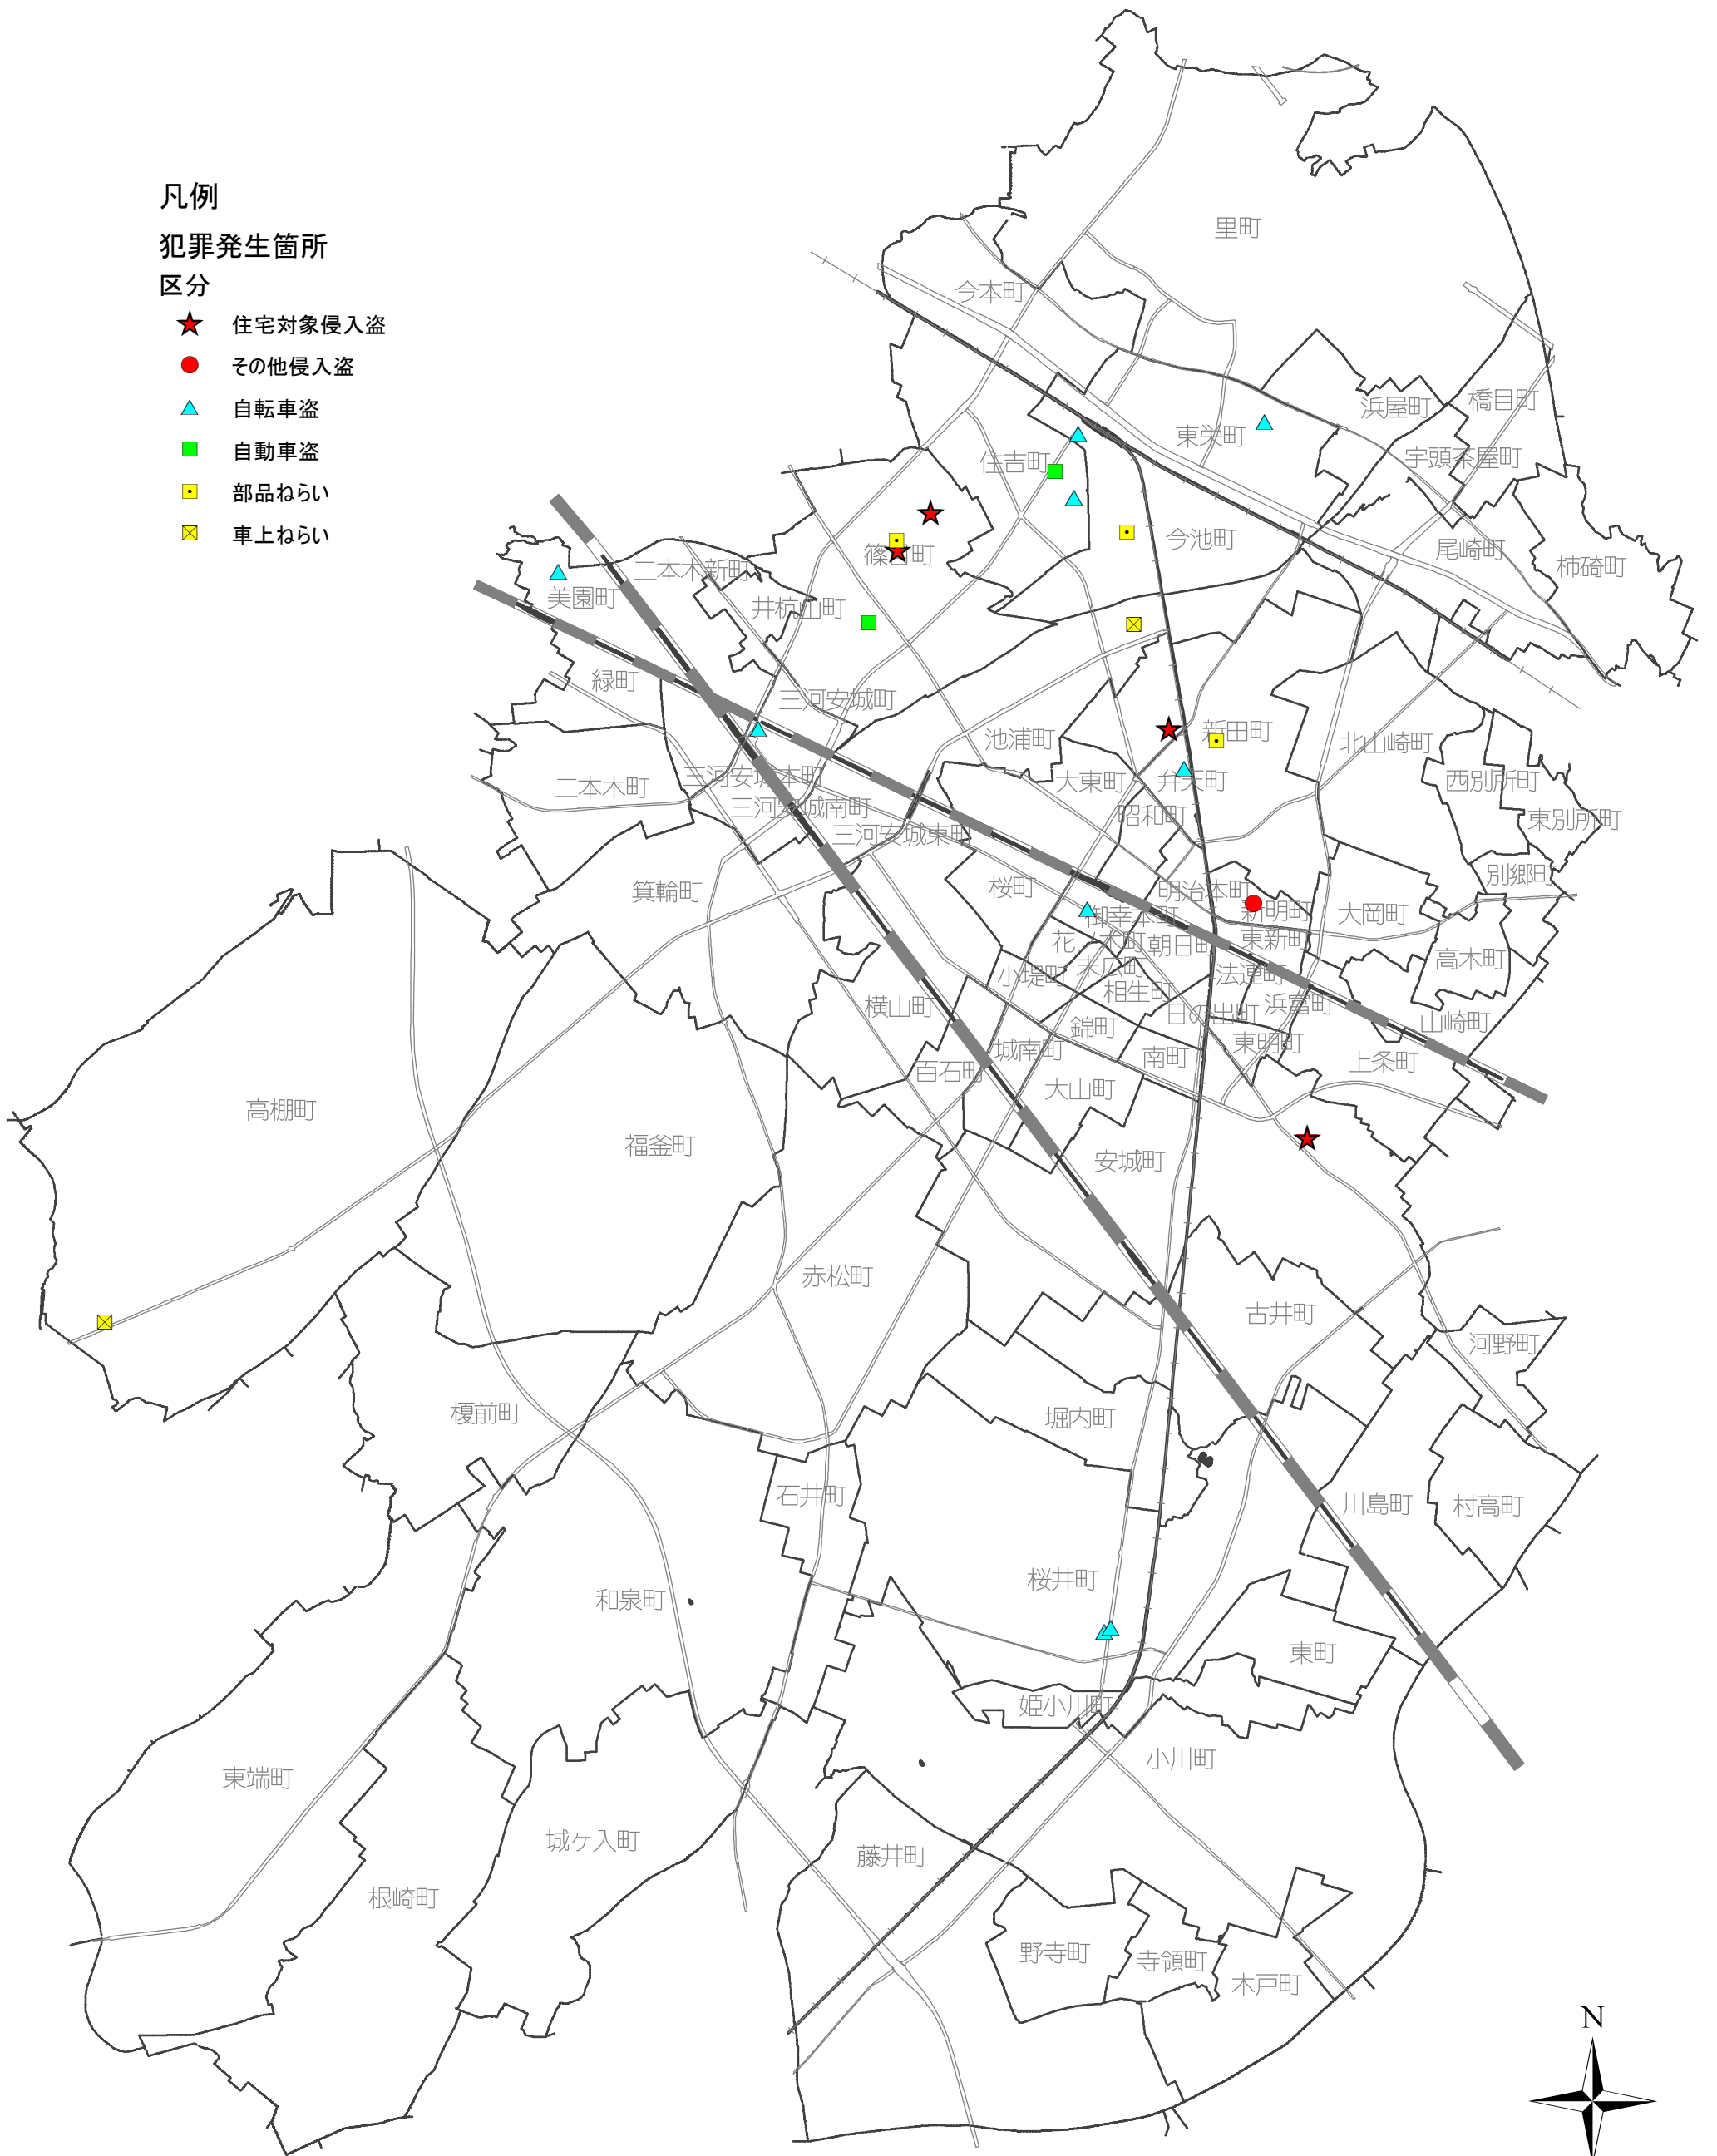 凡例
犯罪発生箇所
区分
住宅対象侵入盗
その他侵入盗
自転車盗
自動車盗
部品ねらい
車上ねらい
里町
今本町
浜屋町
橋目町
東栄町
住吉町
宇頭茶屋町
今池町
尾崎町
柿碕町
篠目町
二本木新町
美園町
井杭山町
緑町
三河安城町
池浦町
新田町
北山崎町
西別所町
東別所町
大東町
弁天町
二本木町
三河安城本町
三河安城南町
昭和町
三河安城東町
別郷町
箕輪町
桜町
明治本町
御幸本町
新明町
大岡町
花ノ木町
朝日町
東新町
高木町
末広町
小堤町
相生町
法連町
横山町
日の出町
浜富町
山崎町
錦町
城南町
南町
東明町
上条町
百石町
大山町
高棚町
福釜町
安城町
赤松町
古井町
河野町
榎前町
堀内町
石井町
川島町
村高町
和泉町
桜井町
東町
姫小川町
小川町
東端町
城ヶ入町
藤井町
根崎町
野寺町
寺領町
木戸町
N